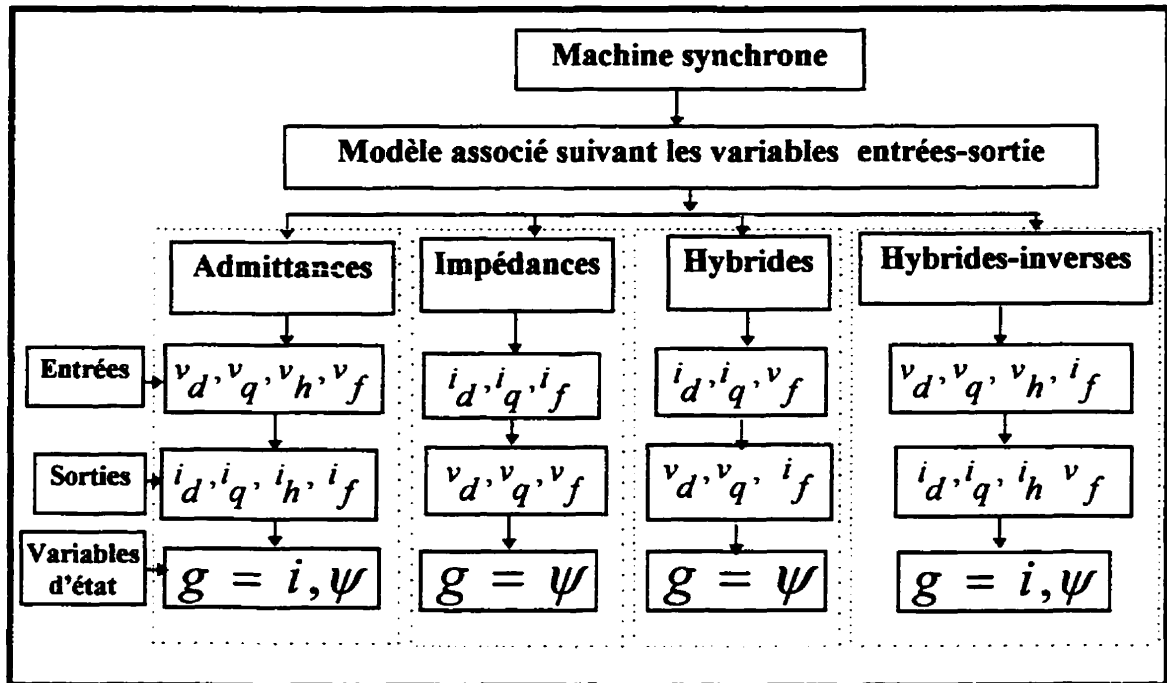 Machine synchrone
Modèle associé suivant les variables entrées-sortie
Admittances
Impédances
Hybrides
Hybrides-inverses
Entrées
v_d, v_q, v_h, v_f
i_d, i_q, i_f
i_d, i_q, v_f
v_d, v_q, v_h, i_f
Sorties
i_d, i_q, i_h, i_f
v_d, v_q, v_f
v_d, v_q, i_f
i_d, i_q, i_h v_f
Variables
d'état
g = i, ψ
g = ψ
g = ψ
g = i, ψ